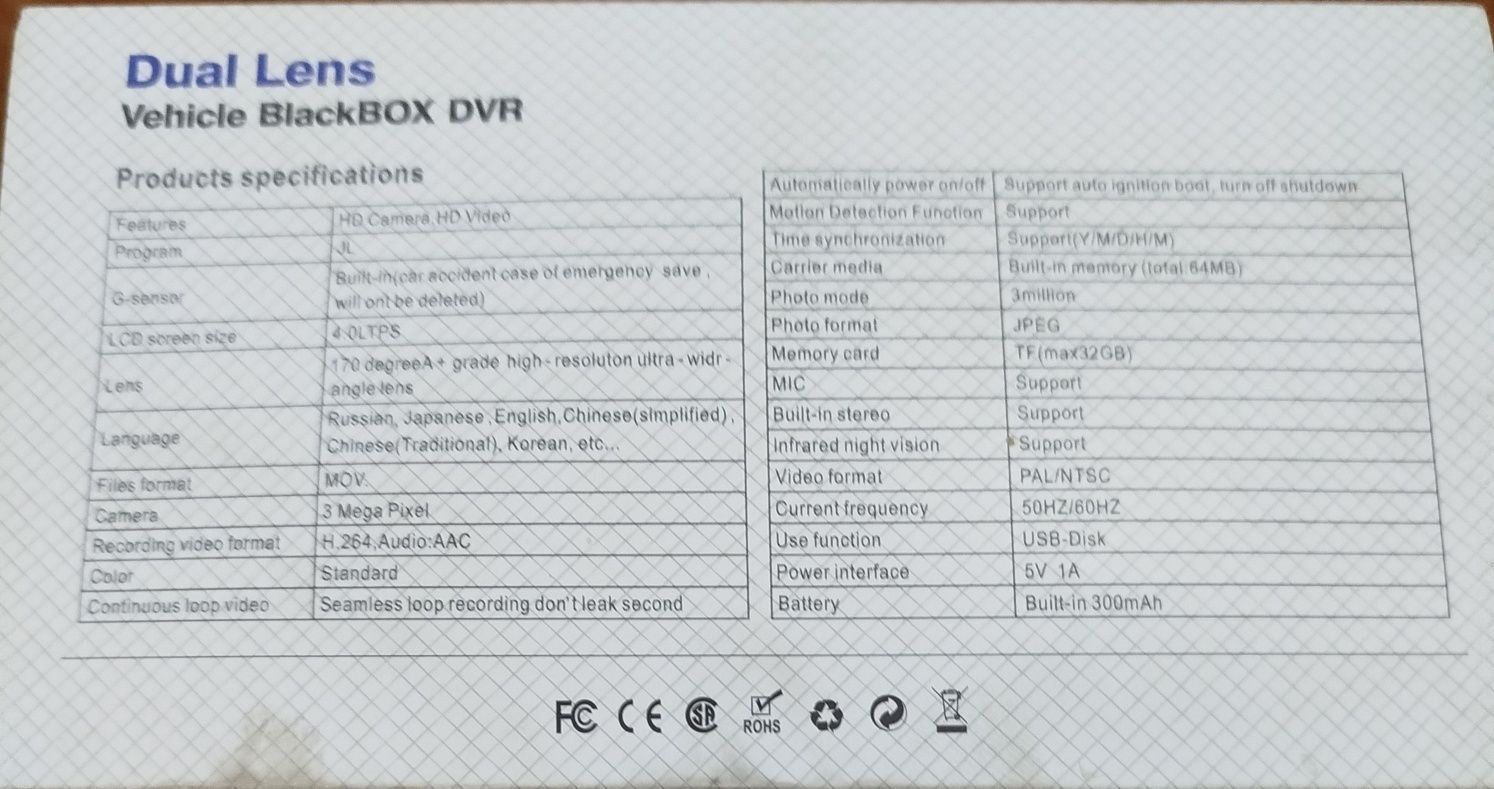 Dual Lens
Vehicle BlackBOX DVR
Products specifications
Features HD Camera,HD Video
Program JL
G-sensor Built-in(car accident case of emergency save ,
will ont be deleted)
LCD screen size 4.0LTPS
Lens 170 degreeA+ grade high-resoluton ultra-widr-
angle lens
Language Russian, Japanese ,English,Chinese(simplified),
Chinese(Traditional), Korean, etc...
Files format MOV.
Camera 3 Mega Pixel
Recording video format H.264,Audio:AAC
Color Standard
Continuous loop video Seamless loop recording don't leak second
Automatically power on/off Support auto ignition boot, turn off shutdown
Motion Detection Function Support
Time synchronization Support(Y/M/D/H/M)
Carrier media Built-in memory (total 64MB)
Photo mode 3million
Photo format JPEG
Memory card TF(max32GB)
MIC Support
Built-in stereo Support
Infrared night vision Support
Video format PAL/NTSC
Current frequency 50HZ/60HZ
Use function USB-Disk
Power interface 5V 1A
Battery Built-in 300mAh
FC CE SA ROHS